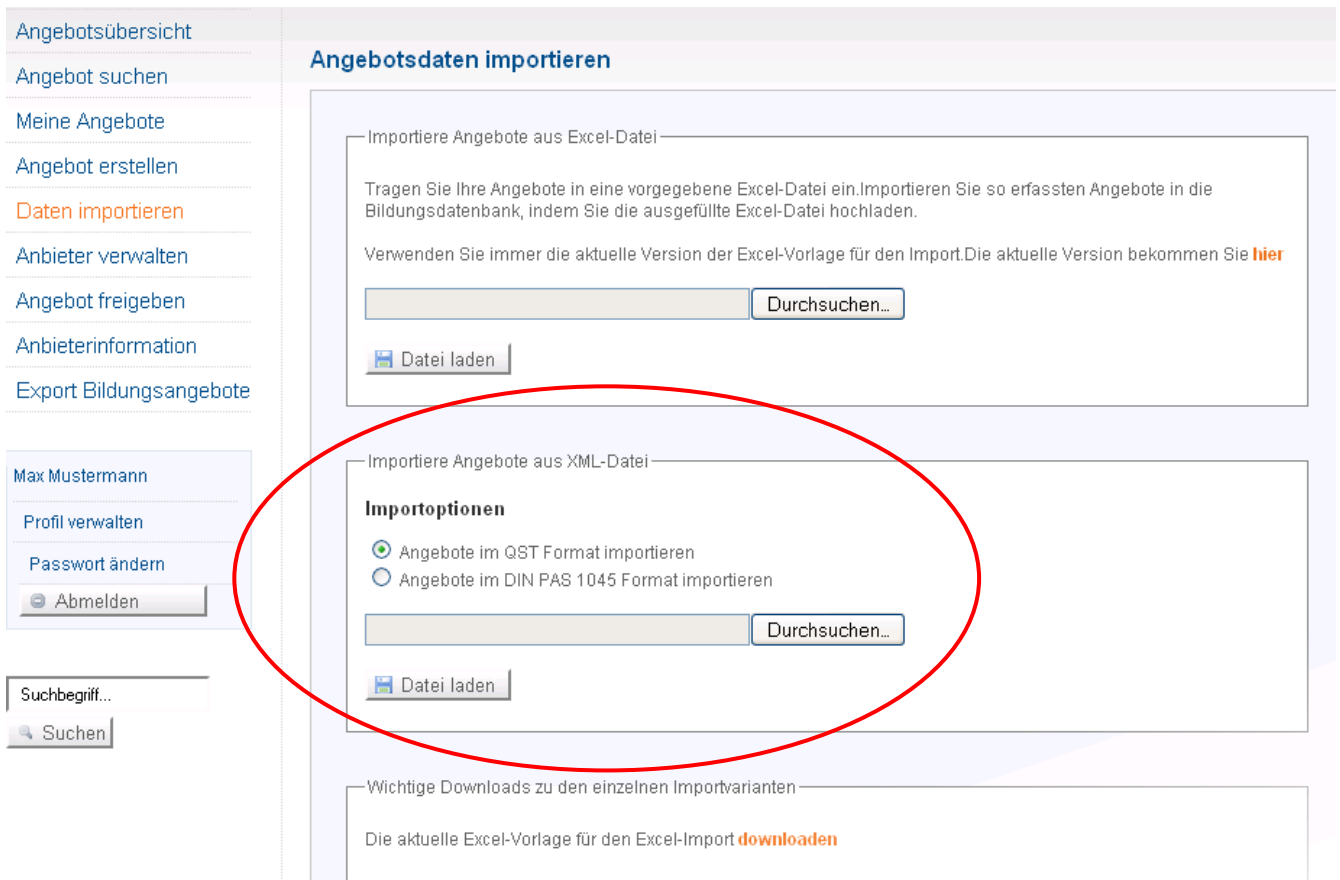 Angebotsübersicht
Angebot suchen
Meine Angebote
Angebot erstellen
Daten importieren
Anbieter verwalten
Angebot freigeben
Anbieterinformation
Export Bildungsangebote
Max Mustermann
Profil verwalten
Passwort ändern
Abmelden
Suchbegriff...
Suchen
Angebotsdaten importieren
Importiere Angebote aus Excel-Datei
Tragen Sie Ihre Angebote in eine vorgegebene Excel-Datei ein.Importieren Sie so erfassten Angebote in die
Bildungsdatenbank, indem Sie die ausgefüllte Excel-Datei hochladen.
Verwenden Sie immer die aktuelle Version der Excel-Vorlage für den Import.Die aktuelle Version bekommen Sie hier
Durchsuchen...
Datei laden
Importiere Angebote aus XML-Datei
Importoptionen
Angebote im QST Format importieren
Angebote im DIN PAS 1045 Format importieren
Durchsuchen...
Datei laden
Wichtige Downloads zu den einzelnen Importvarianten
Die aktuelle Excel-Vorlage für den Excel-Import downloaden